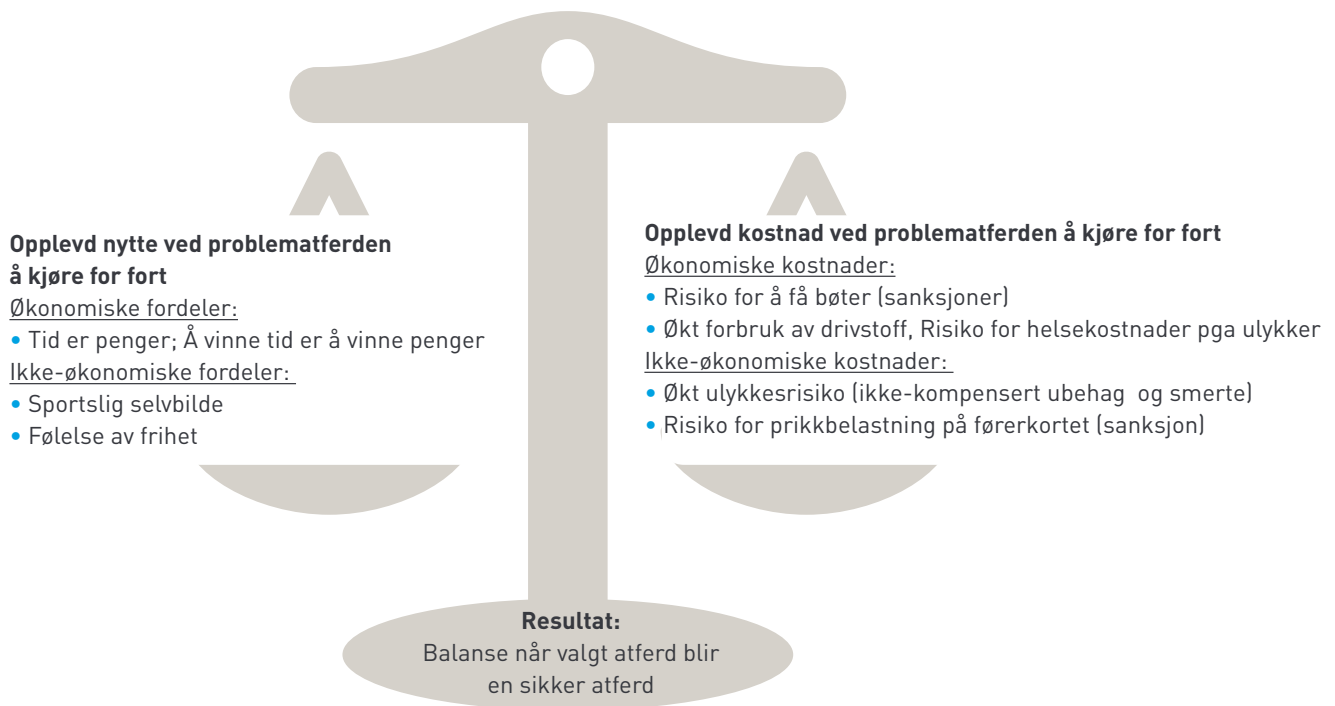 Opplevd nytte ved problematferden
å kjøre for fort
Økonomiske fordeler:
• Tid er penger; Å vinne tid er å vinne penger
Ikke-økonomiske fordeler:
• Sportslig selvbilde
• Følelse av frihet
Opplevd kostnad ved problematferden å kjøre for fort
Økonomiske kostnader:
• Risiko for å få bøter (sanksjoner)
• Økt forbruk av drivstoff, Risiko for helsekostnader pga ulykker
Ikke-økonomiske kostnader:
• Økt ulykkesrisiko (ikke-kompensert ubehag og smerte)
• Risiko for prikkbelastning på førerkortet (sanksjon)
Resultat:
Balanse når valgt atferd blir
en sikker atferd